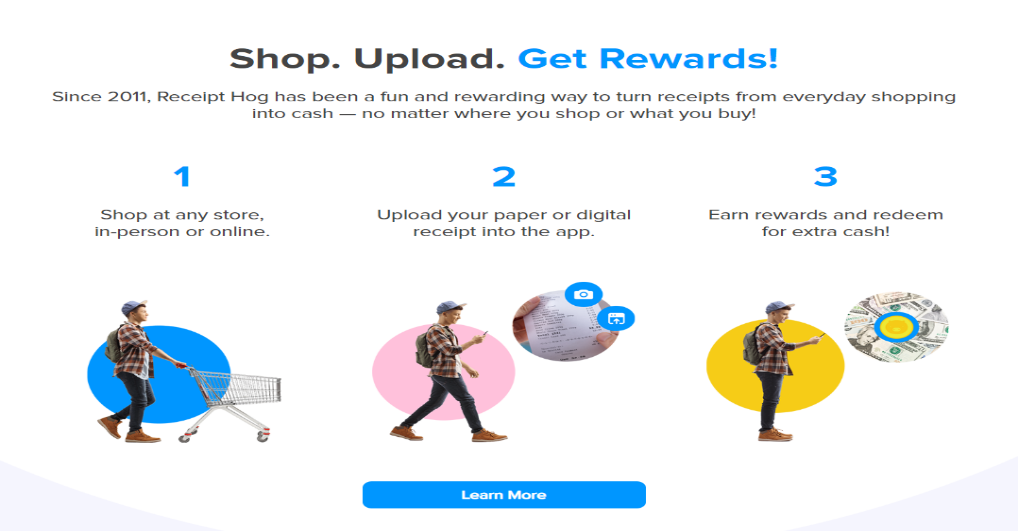 Shop. Upload. Get Rewards!
Since 2011, Receipt Hog has been a fun and rewarding way to turn receipts from everyday shopping
into cash — no matter where you shop or what you buy!
1
Shop at any store,
in-person or online.
2
Upload your paper or digital
receipt into the app.
3
Earn rewards and redeem
for extra cash!
Learn More